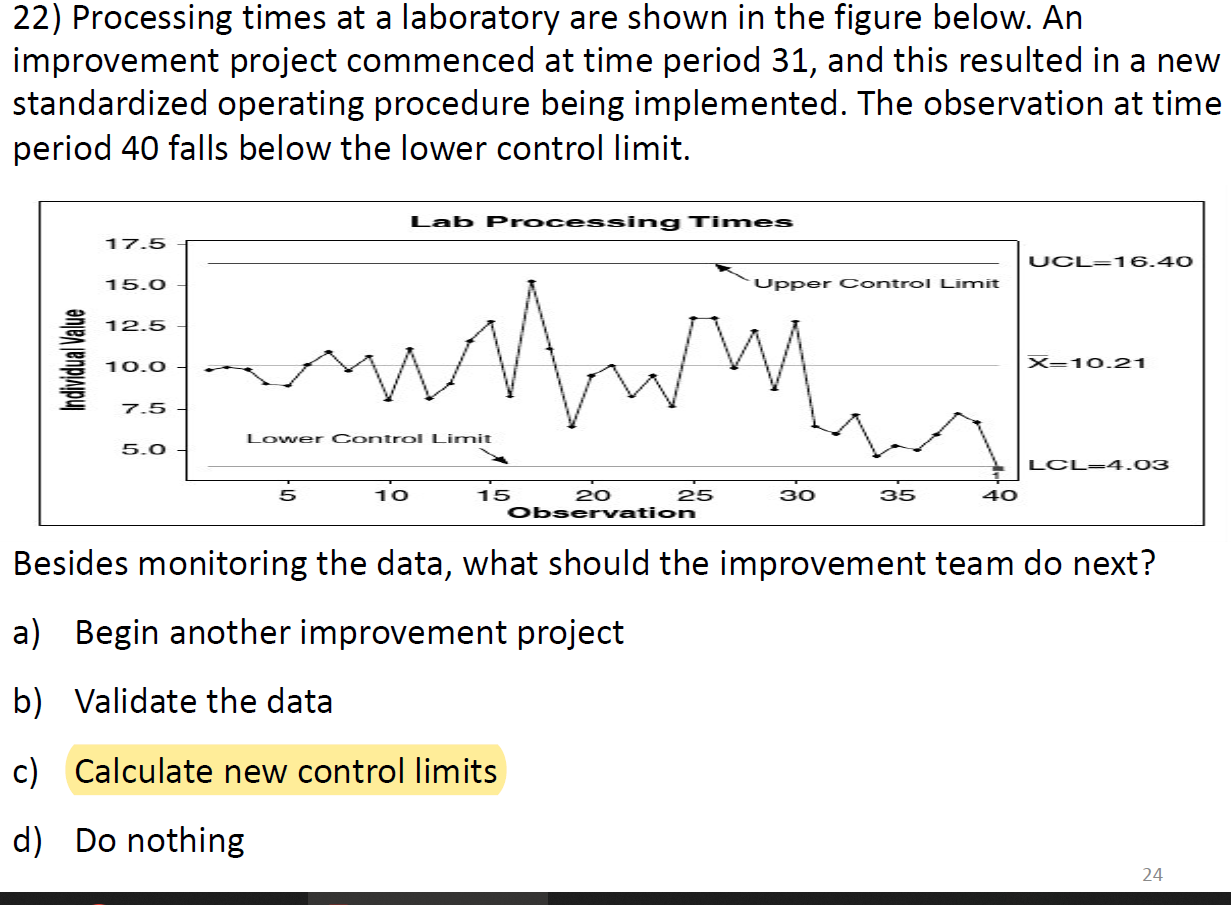 22) Processing times at a laboratory are shown in the figure below. An
improvement project commenced at time period 31, and this resulted in a new
standardized operating procedure being implemented. The observation at time
period 40 falls below the lower control limit.
Lab Processing Times
17.5
15.0
12.5
10.0
7.5
5.0
Individual Value
UCL=16.40
Upper Control Limit
X̿=10.21
Lower Control Limit
LCL=4.03
1
5 10 15 20 25 30 35 40
Observation
Besides monitoring the data, what should the improvement team do next?
a) Begin another improvement project
b) Validate the data
c) Calculate new control limits
d) Do nothing
24